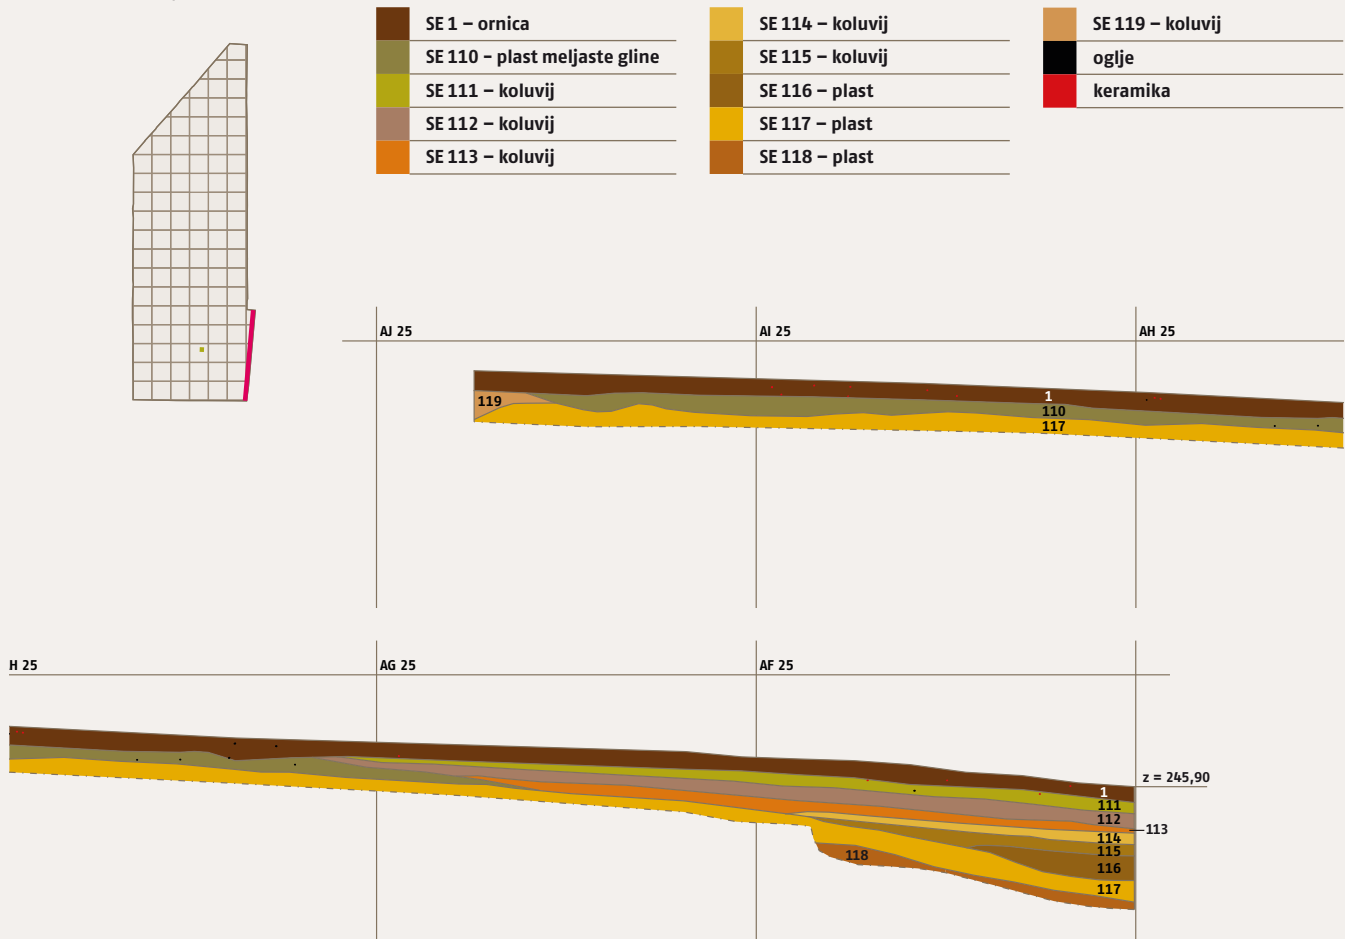 SE 1 – ornica
SE 110 - plast meljaste gline
SE 111 – koluvij
SE 112 – koluvij
SE 113 – koluvij
SE 114 – koluvij
SE 115 – koluvij
SE 116 – plast
SE 117 – plast
SE 118 – plast
SE 119 – koluvij
oglje
keramika
AJ 25
AI 25
AH 25
119
1
110
117
H 25
AG 25
AF 25
z = 245,90
1
111
112
113
114
115
116
117
118